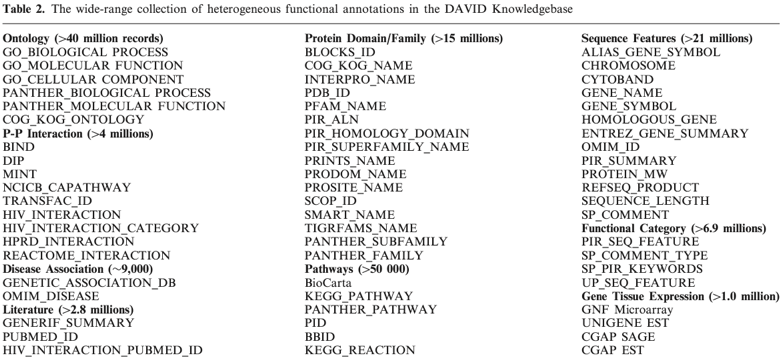 Table 2. The wide-range collection of heterogeneous functional annotations in the DAVID Knowledgebase
Ontology (>40 million records)
GO_BIOLOGICAL PROCESS
GO_MOLECULAR FUNCTION
GO_CELLULAR COMPONENT
PANTHER_BIOLOGICAL PROCESS
PANTHER_MOLECULAR FUNCTION
COG_KOG_ONTOLOGY
P-P Interaction (>4 millions)
BIND
DIP
MINT
NCICB_CAPATHWAY
TRANSFAC_ID
HIV_INTERACTION
HIV_INTERACTION_CATEGORY
HPRD_INTERACTION
REACTOME_INTERACTION
Disease Association (~9,000)
GENETIC_ASSOCIATION_DB
OMIM_DISEASE
Literature (>2.8 millions)
GENERIF_SUMMARY
PUBMED_ID
HIV_INTERACTION_PUBMED_ID
Protein Domain/Family (>15 millions)
BLOCKS_ID
COG_KOG_NAME
INTERPRO_NAME
PDB_ID
PFAM_NAME
PIR_ALN
PIR_HOMOLOGY_DOMAIN
PIR_SUPERFAMILY_NAME
PRINTS_NAME
PRODOM_NAME
PROSITE_NAME
SCOP_ID
SMART_NAME
TIGRFAMS_NAME
PANTHER_SUBFAMILY
PANTHER_FAMILY
Pathways (>50 000)
BioCarta
KEGG_PATHWAY
PANTHER_PATHWAY
PID
BBID
KEGG_REACTION
Sequence Features (>21 millions)
ALIAS_GENE_SYMBOL
CHROMOSOME
CYTOBAND
GENE_NAME
GENE_SYMBOL
HOMOLOGOUS_GENE
ENTREZ_GENE_SUMMARY
OMIM_ID
PIR_SUMMARY
PROTEIN_MW
REFSEQ_PRODUCT
SEQUENCE_LENGTH
SP_COMMENT
Functional Category (>6.9 millions)
PIR_SEQ_FEATURE
SP_COMMENT_TYPE
SP_PIR_KEYWORDS
UP_SEQ_FEATURE
Gene Tissue Expression (>1.0 million)
GNF Microarray
UNIGENE EST
CGAP SAGE
CGAP EST